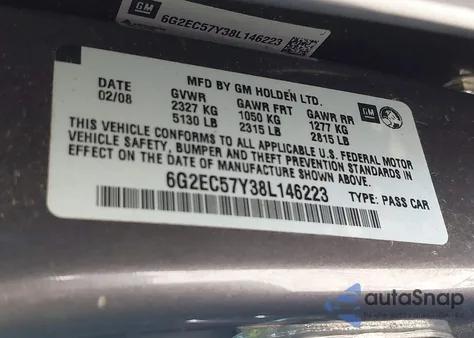 GM
6G2EC57Y38L146223
MFD BY GM HOLDEN LTD.
DATE GVWR GAWR FRT GAWR RR
02/08 2327 KG 1050 KG 1277 KG
5130 LB 2315 LB 2815 LB
GM
THIS VEHICLE CONFORMS TO ALL APPLICABLE U.S. FEDERAL MOTOR
VEHICLE SAFETY, BUMPER AND THEFT PREVENTION STANDARDS IN
EFFECT ON THE DATE OF MANUFACTURE SHOWN ABOVE.
6G2EC57Y38L146223
TYPE: PASS CAR
autaSnap